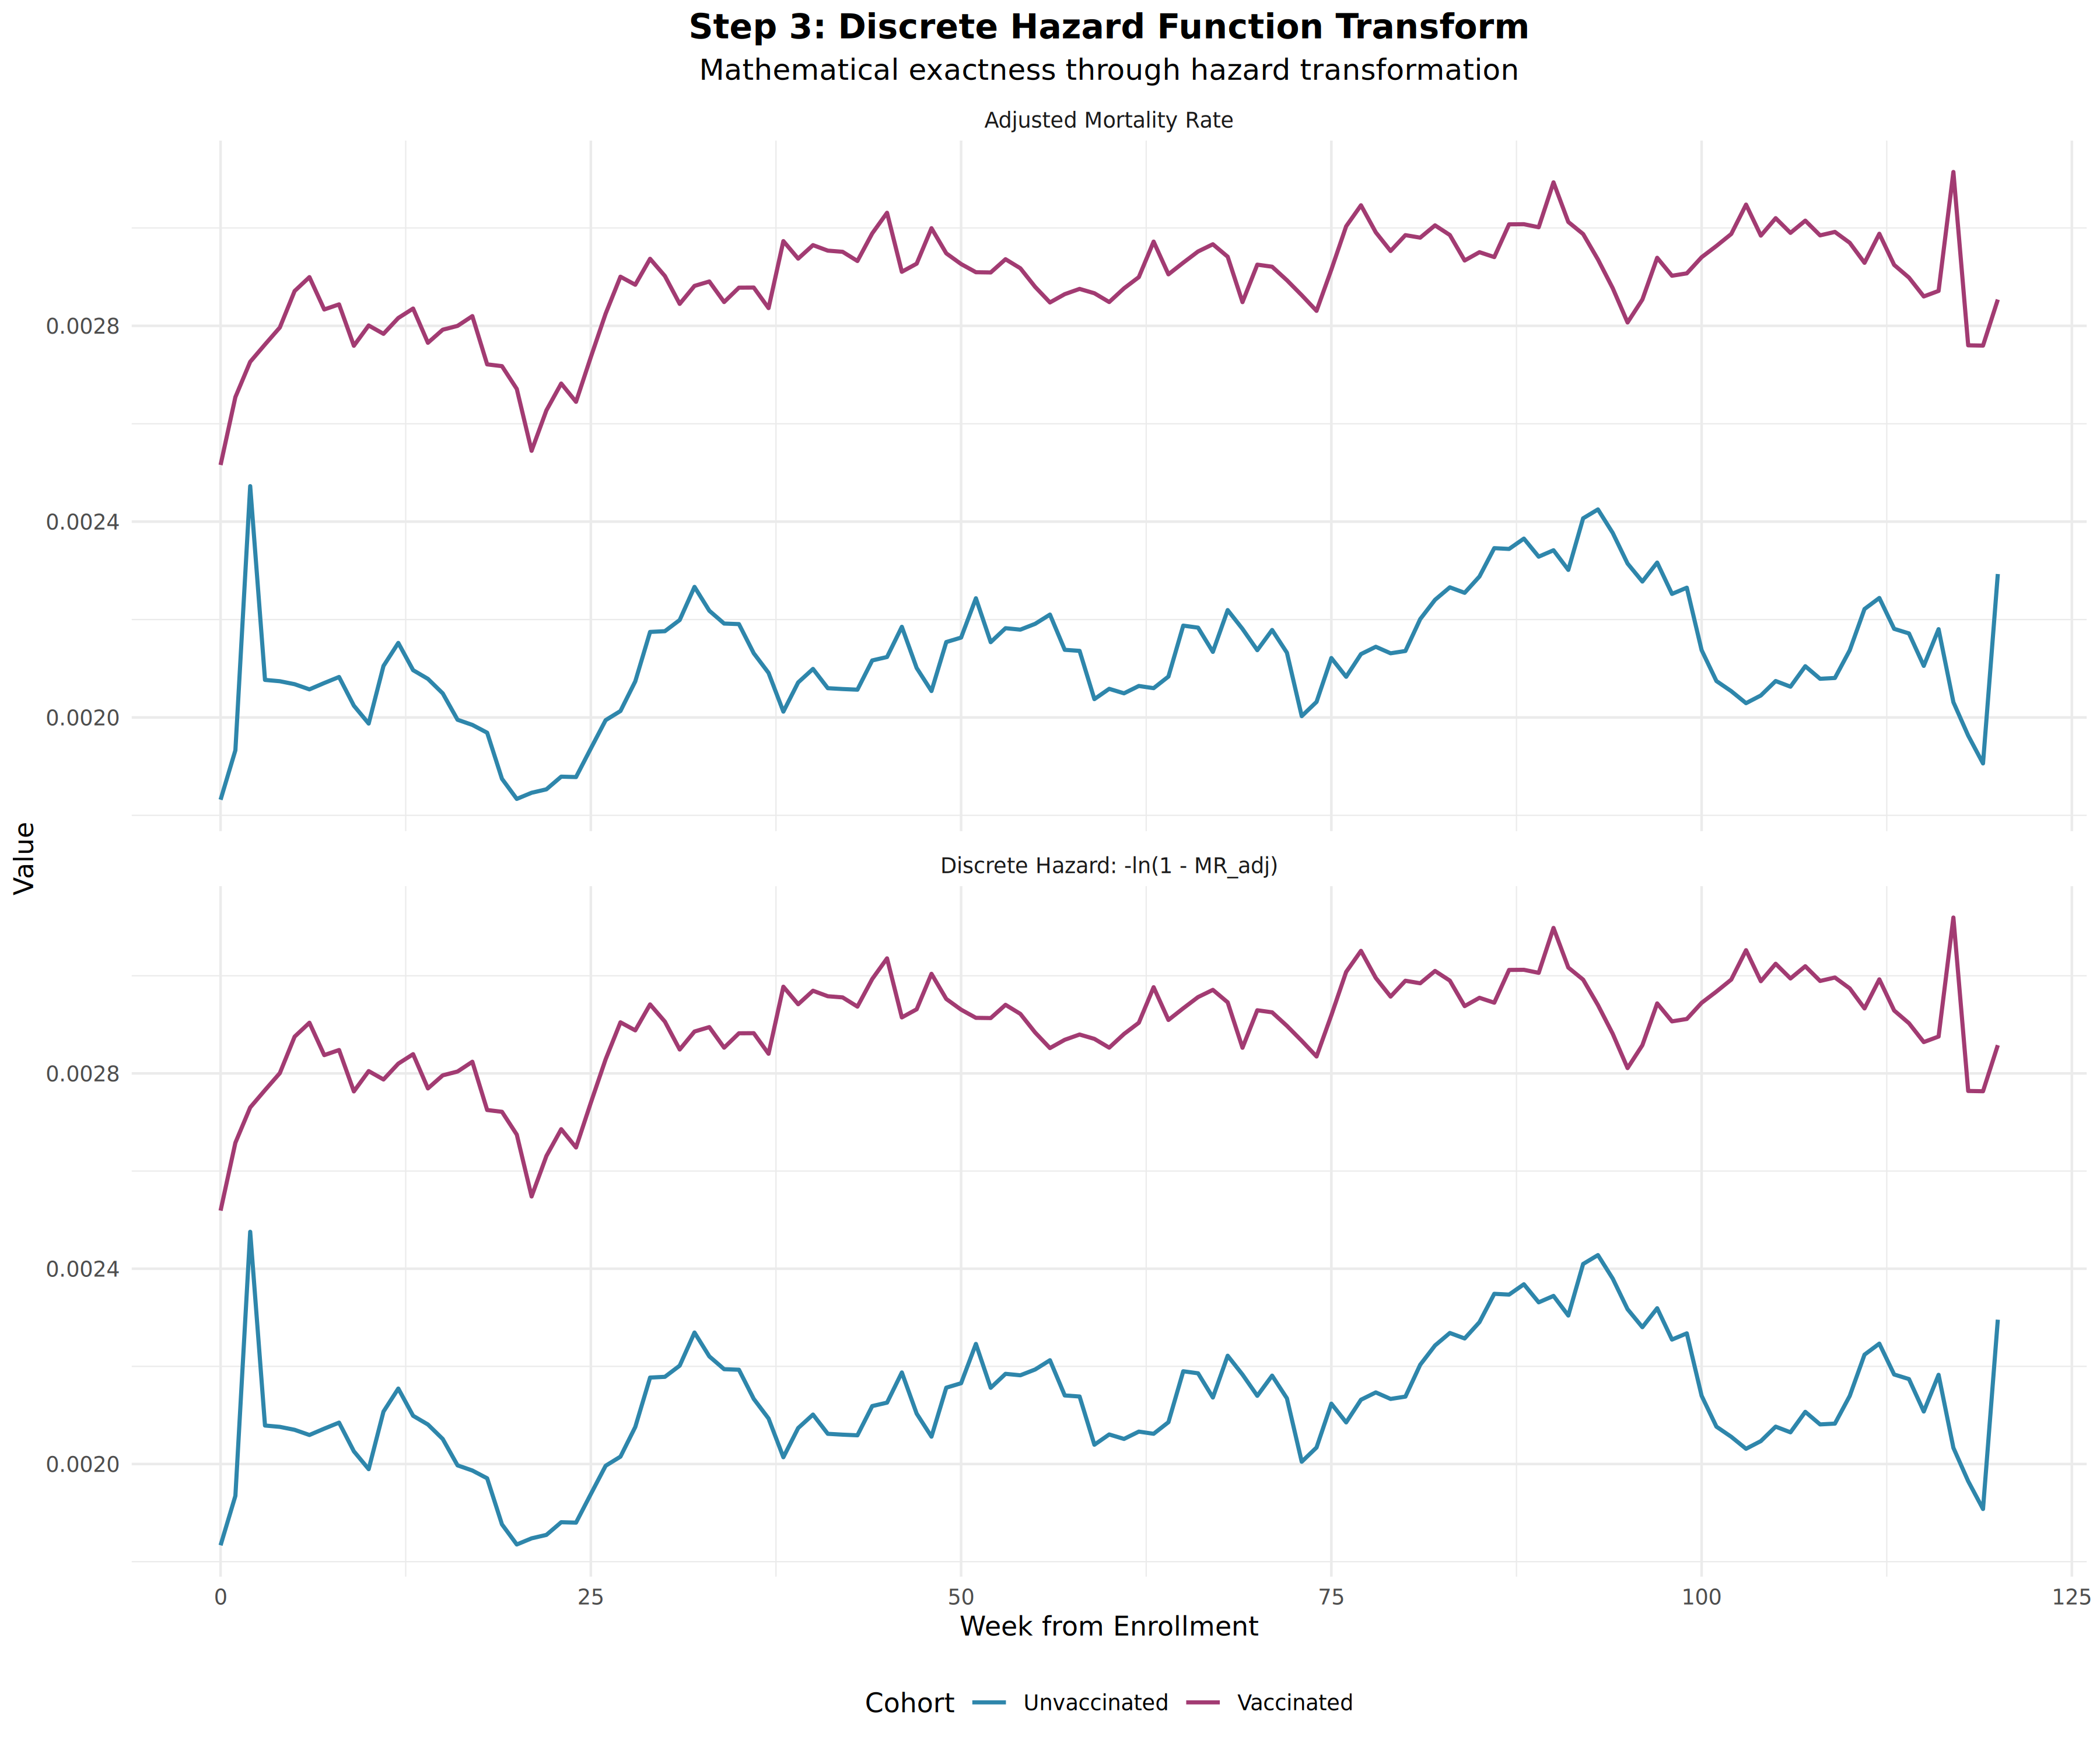 Step 3: Discrete Hazard Function Transform
Mathematical exactness through hazard transformation
Adjusted Mortality Rate
0.0028
0.0024
0.0020
Value
Discrete Hazard: -ln(1 - MR_adj)
0.0028
0.0024
0.0020
0 25 50 75 100 125
Week from Enrollment
Cohort Unvaccinated Vaccinated